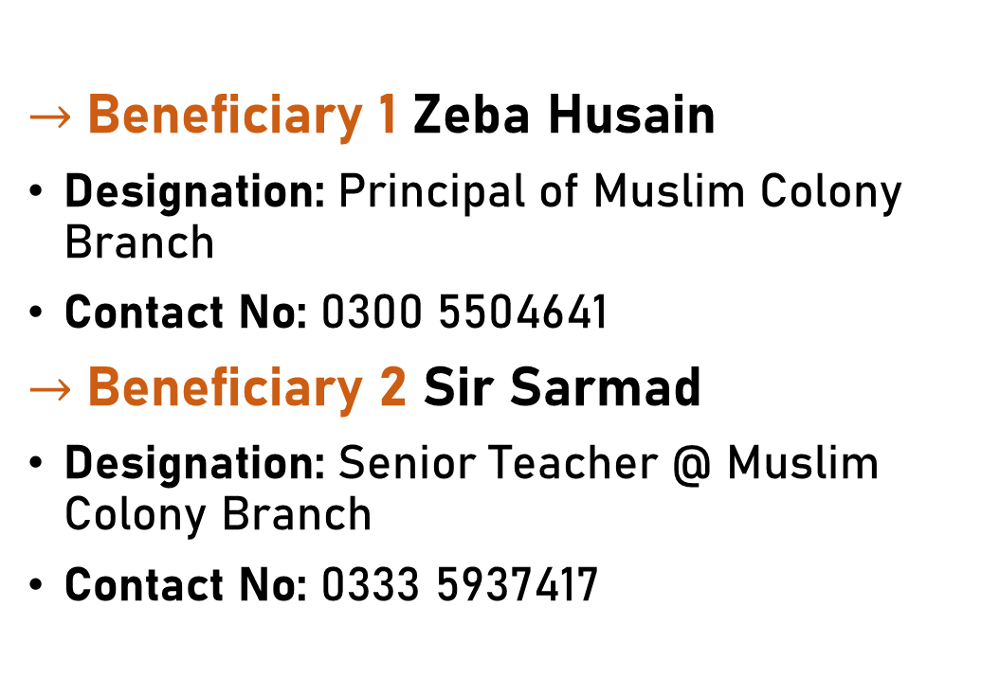 → Beneficiary 1 Zeba Husain
• Designation: Principal of Muslim Colony
Branch
• Contact No: 0300 5504641
→ Beneficiary 2 Sir Sarmad
• Designation: Senior Teacher @ Muslim
Colony Branch
• Contact No: 0333 5937417